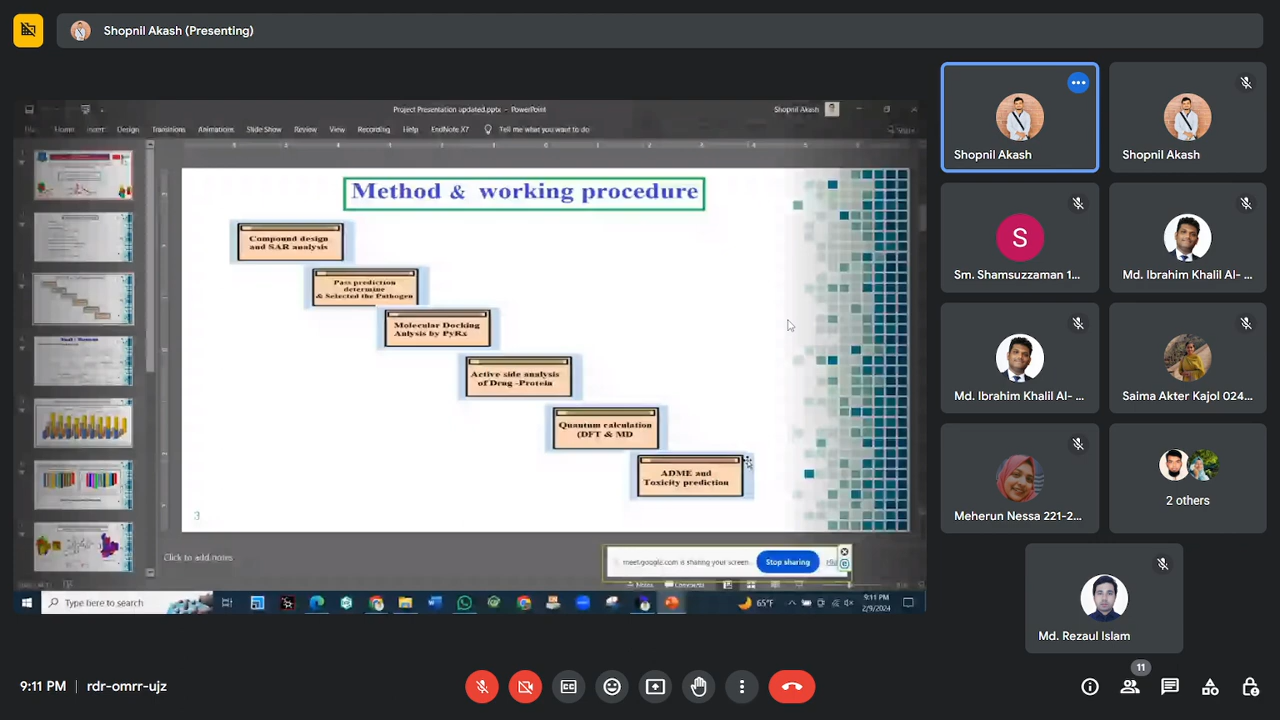 Shopnil Akash (Presenting)
Project Presentation updated.pptx - PowerPoint
Shopnil Akash
File Home Insert Design Transitions Animations Slide Show Review View Recording Help EndNote X7 Tell me what you want to do
Method & working procedure
Compound design
and SAR analysis
Pass prediction
determine
& Selected the Pathogen
Molecular Docking
Anlysis by PyRx
Active side analysis
of Drug -Protein
Quantum calculation
(DFT & MD
ADME and
Toxicity prediction
3
Click to add notes
meet.google.com is sharing your screen.
Stop sharing
Type here to search
65°F
9:11 PM
2/9/2024
Shopnil Akash
Shopnil Akash
S
Sm. Shamsuzzaman 1...
Md. Ibrahim Khalil Al- ...
Md. Ibrahim Khalil Al- ...
Saima Akter Kajol 024...
Meherun Nessa 221-2...
2 others
Md. Rezaul Islam
9:11 PM | rdr-omrr-ujz
11